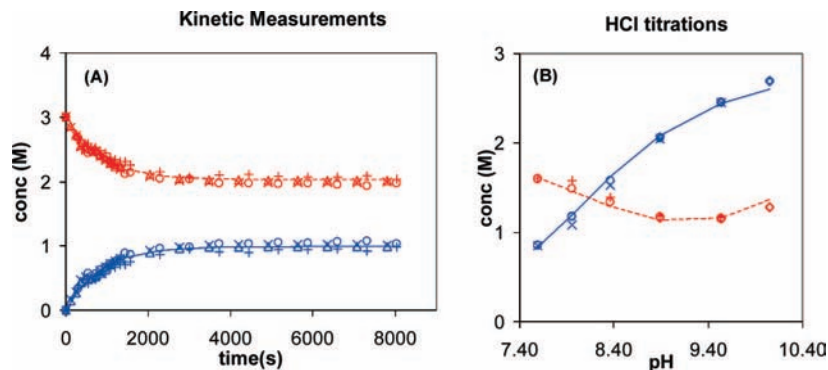 Kinetic Measurements
HCl titrations
(A)
conc (M)
4
3
2
1
0
0
2000
4000
6000
8000
time(s)
(B)
conc (M)
3
2
1
0
7.40
8.40
9.40
10.40
pH